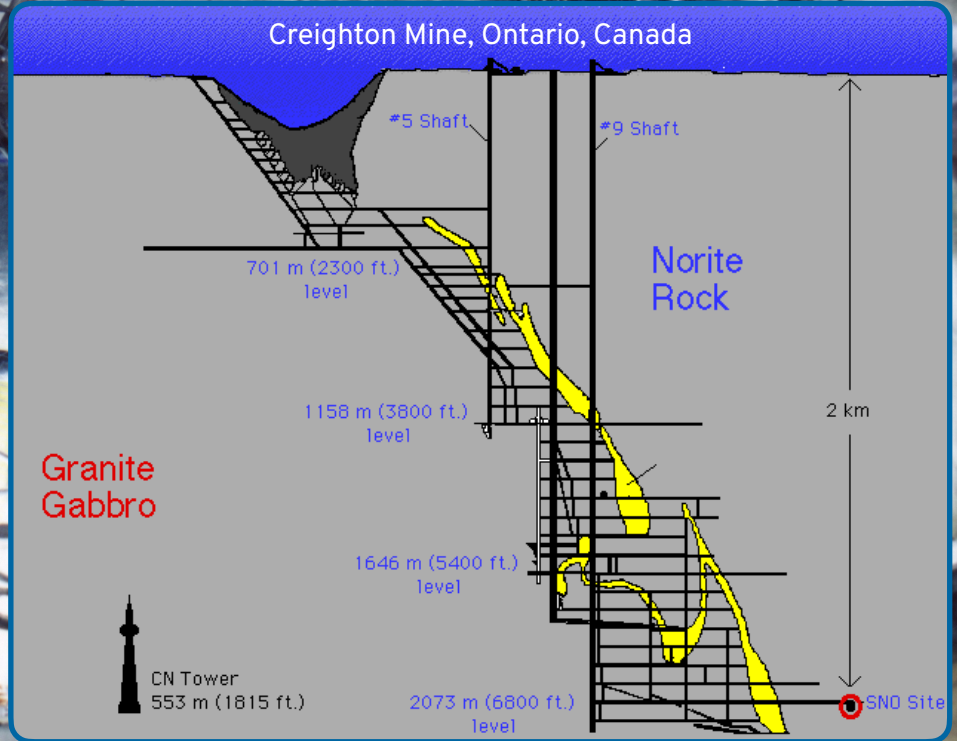 Creighton Mine, Ontario, Canada
#5 Shaft
#9 Shaft
701 m (2300 ft.)
level
Norite
Rock
1158 m (3800 ft.)
level
2 km
Granite
Gabbro
1646 m (5400 ft.)
level
CN Tower
553 m (1815 ft.)
2073 m (6800 ft.)
level
SNO Site